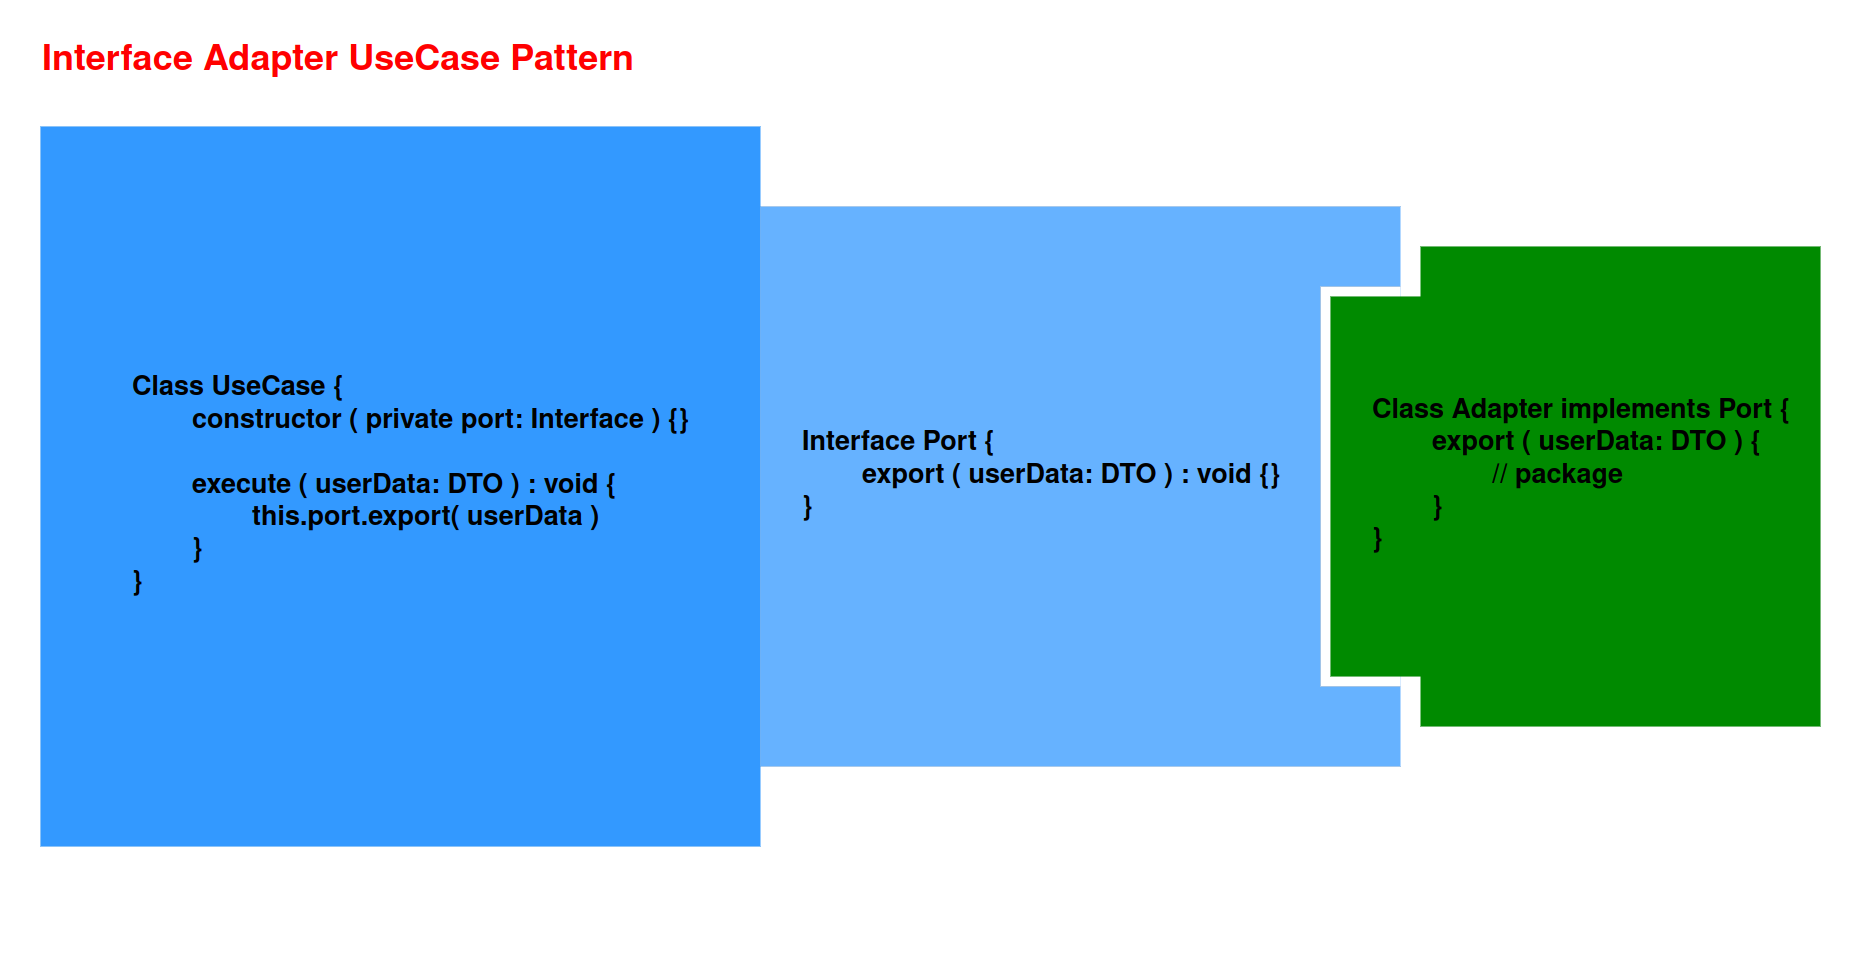 Interface Adapter UseCase Pattern
Class UseCase {
constructor ( private port: Interface ) {}
execute ( userData: DTO ) : void {
this.port.export( userData )
}
}
Interface Port {
export ( userData: DTO ) : void {}
}
Class Adapter implements Port {
export ( userData: DTO ) {
// package
}
}